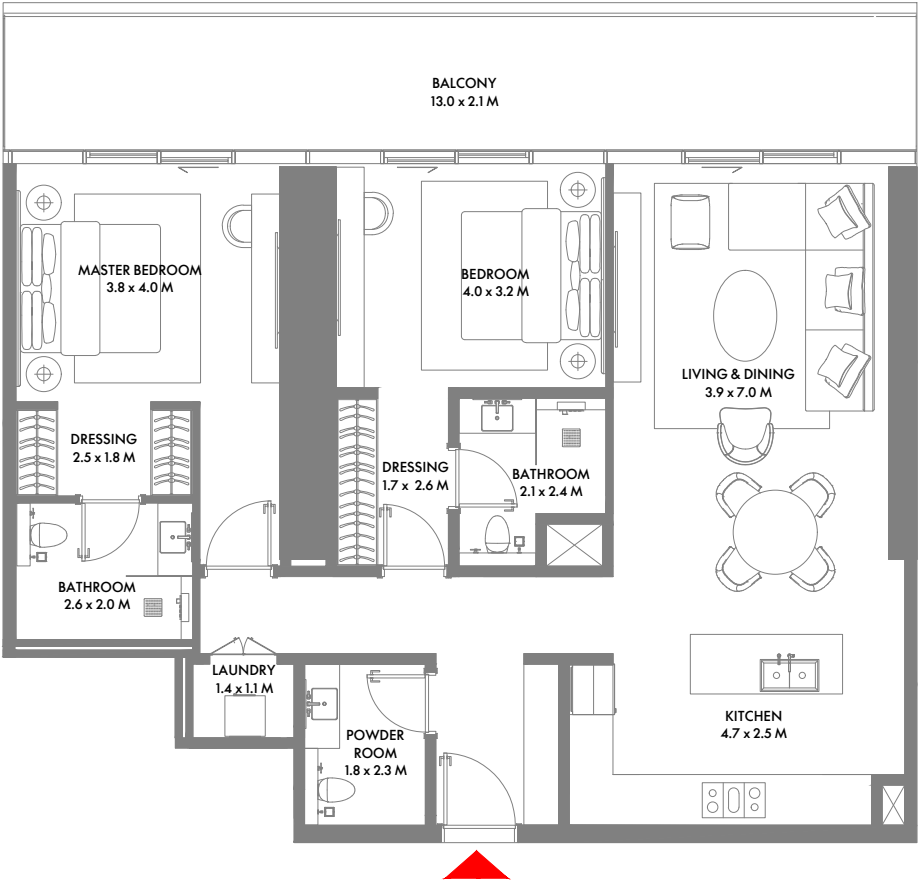 BALCONY
13.0 x 2.1 M
MASTER BEDROOM
3.8 x 4.0 M
BEDROOM
4.0 x 3.2 M
LIVING & DINING
3.9 x 7.0 M
DRESSING
2.5 x 1.8 M
DRESSING
1.7 x 2.6 M
BATHROOM
2.1 x 2.4 M
BATHROOM
2.6 x 2.0 M
LAUNDRY
1.4 x 1.1 M
POWDER
ROOM
1.8 x 2.3 M
KITCHEN
4.7 x 2.5 M